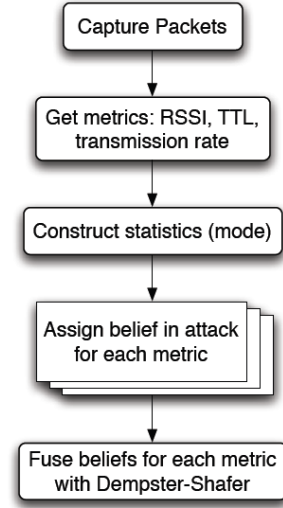 Capture Packets
Get metrics: RSSI, TTL,
transmission rate
Construct statistics (mode)
Assign belief in attack
for each metric
Fuse beliefs for each metric
with Dempster-Shafer